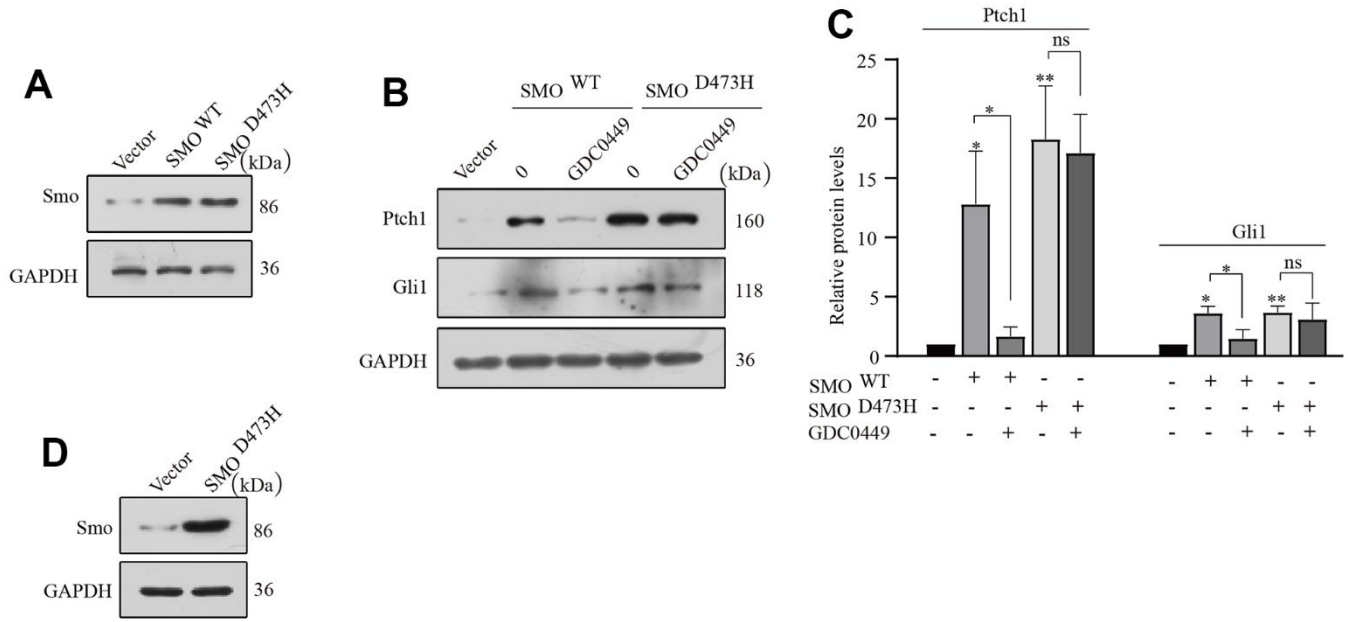 A
Vector
SMO WT
SMO D473H
(kDa)
Smo
86
GAPDH
36
B
SMO WT
SMO D473H
Vector
0
GDC0449
0
GDC0449
(kDa)
Ptch1
160
Gli1
118
GAPDH
36
C
Ptch1
ns
**
*
*
Gli1
ns
*
*
**
Relative protein levels
25
20
15
10
5
0
SMO WT - + + - - - + + - -
SMO D473H - - - + + - - - + +
GDC0449 - - + - + - - + - +
D
Vector
SMO D473H
(kDa)
Smo
86
GAPDH
36